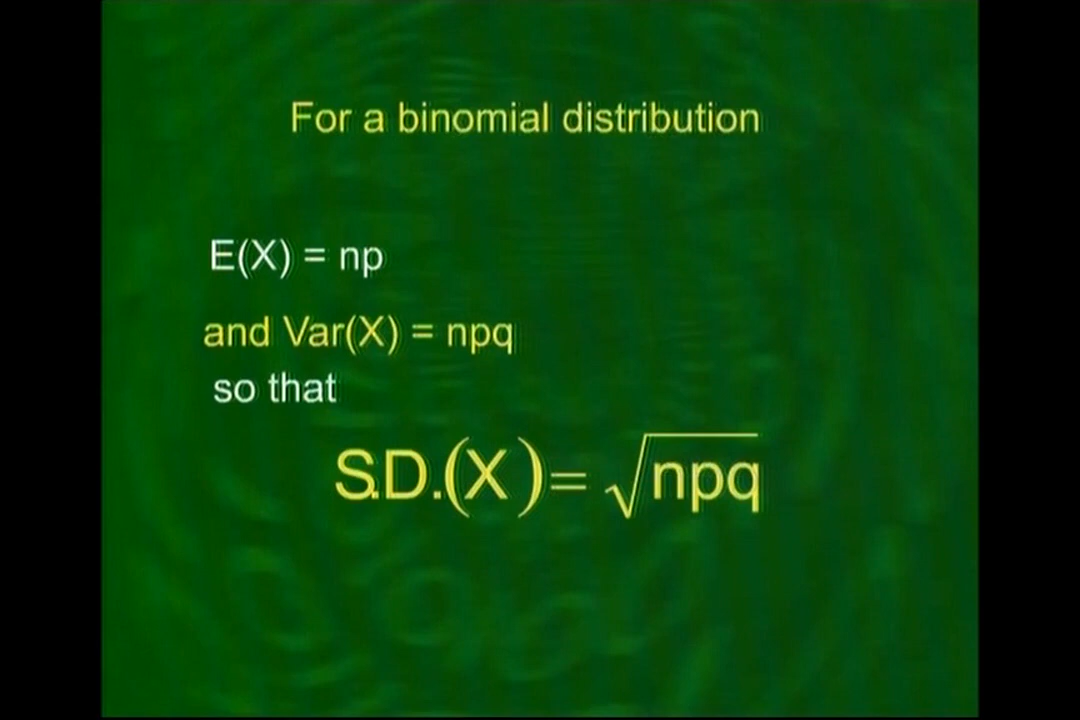 For a binomial distribution
E(X) = np
and Var(X) = npq
so that
S.D.(X) = √npq